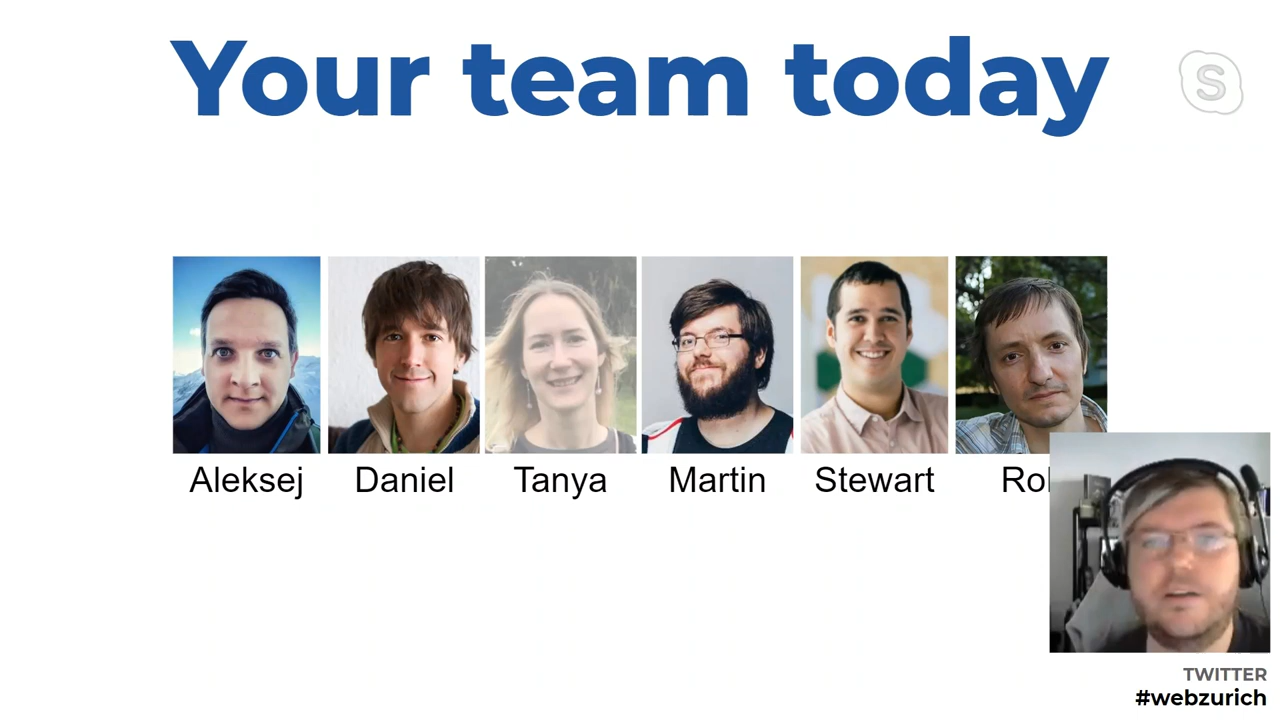 Your team today
S
Aleksej Daniel Tanya Martin Stewart
TWITTER
#webzurich